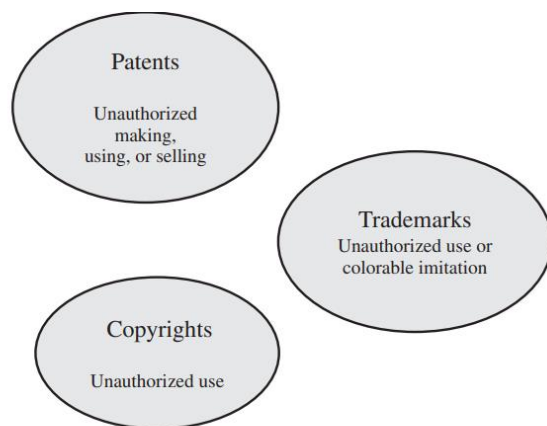 Patents
Unauthorized
making,
using, or selling
Trademarks
Unauthorized use or
colorable imitation
Copyrights
Unauthorized use